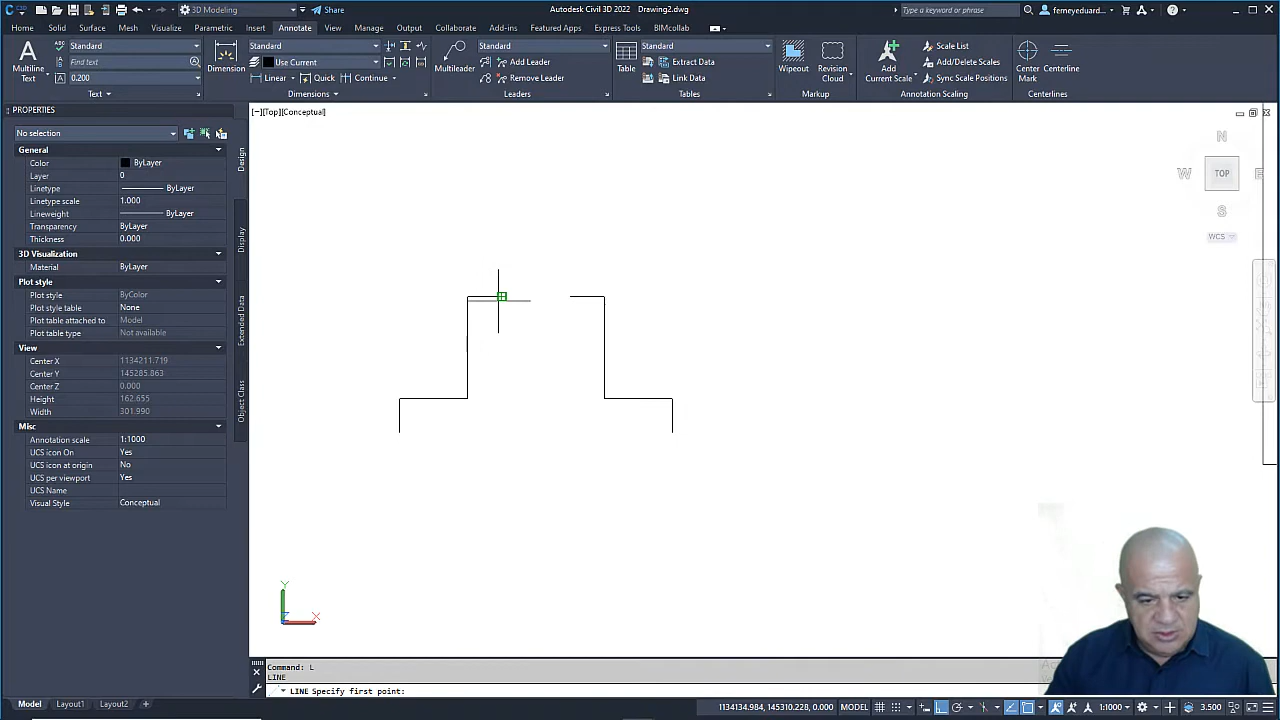 3D Modeling
Share
Autodesk Civil 3D 2022 Drawing2.dwg
Type a keyword or phrase
ferneyeduard...
Home Solid Surface Mesh Visualize Parametric Insert Annotate View Manage Output Collaborate Add-ins Featured Apps Express Tools BIMcollab
A
Multiline
Text
Standard
Find text
0.200
Text
Dimension
Standard
Use Current
Linear Quick Continue
Dimensions
Multileader
Standard
Add Leader
Remove Leader
Leaders
Table
Standard
Extract Data
Link Data
Tables
Wipeout
Revision
Cloud
Markup
Add
Current Scale
Scale List
Add/Delete Scales
Sync Scale Positions
Annotation Scaling
Center
Mark
Centerline
Centerlines
PROPERTIES
No selection
General
Color ByLayer
Layer 0
Linetype ByLayer
Linetype scale 1.000
Lineweight ByLayer
Transparency ByLayer
Thickness 0.000
3D Visualization
Material ByLayer
Plot style
Plot style ByColor
Plot style table None
Plot table attached to Model
Plot table type Not available
View
Center X 1134211.719
Center Y 145285.863
Center Z 0.000
Height 162.655
Width 301.990
Misc
Annotation scale 1:1000
UCS icon On Yes
UCS icon at origin No
UCS per viewport Yes
UCS Name
Visual Style Conceptual
Design
Display
Extended Data
Object Class
[−][Top][Conceptual]
N
W TOP E
S
WCS
Y
X
Command: L
LINE
LINE Specify first point:
Model Layout1 Layout2 +
1134134.984, 145310.228, 0.000 MODEL
1:1000
3.500